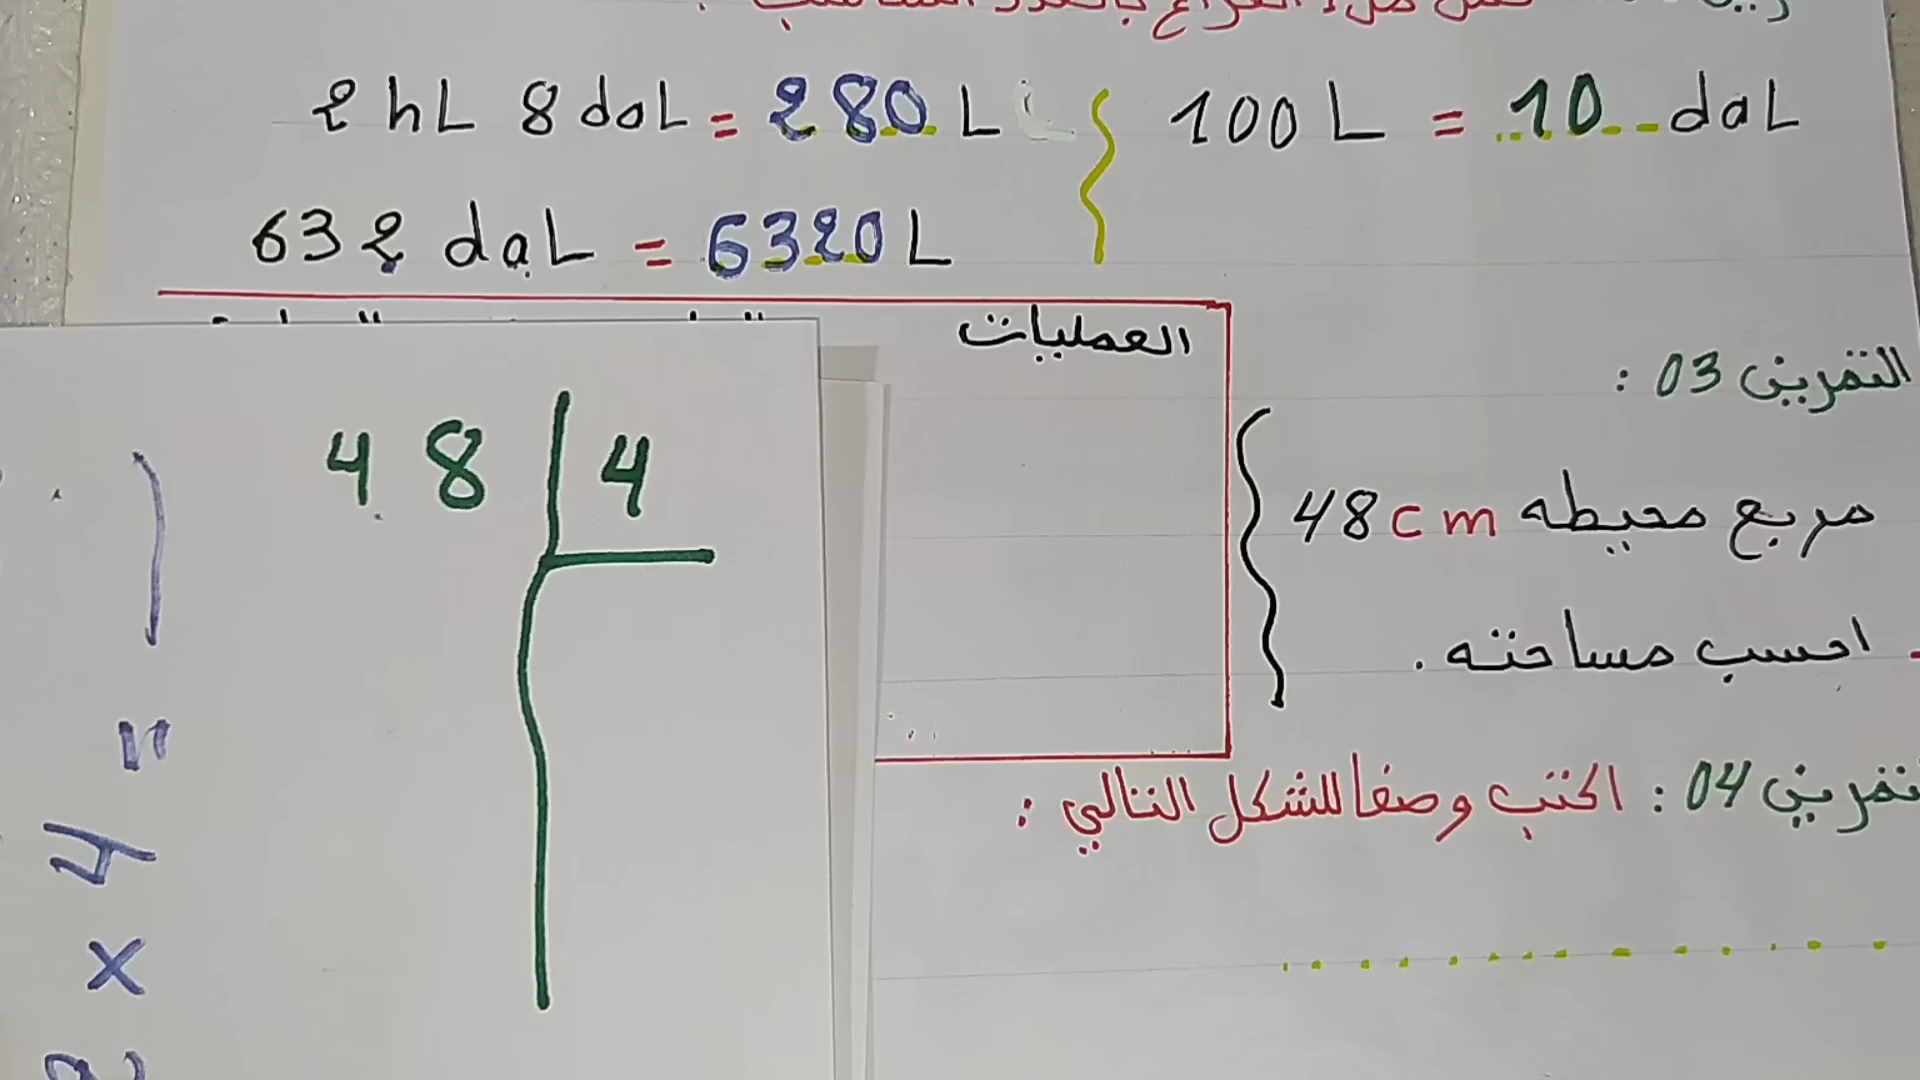 2 hL 8 daL = 280 L
100 L = 10 daL
632 daL = 6320 L
العمليات
التمرين 03 :
مربع محيطه 48 cm
احسب مساحته .
تمرين 04 : اكتب وصفا للشكل التالي :
48 4
× 4 =